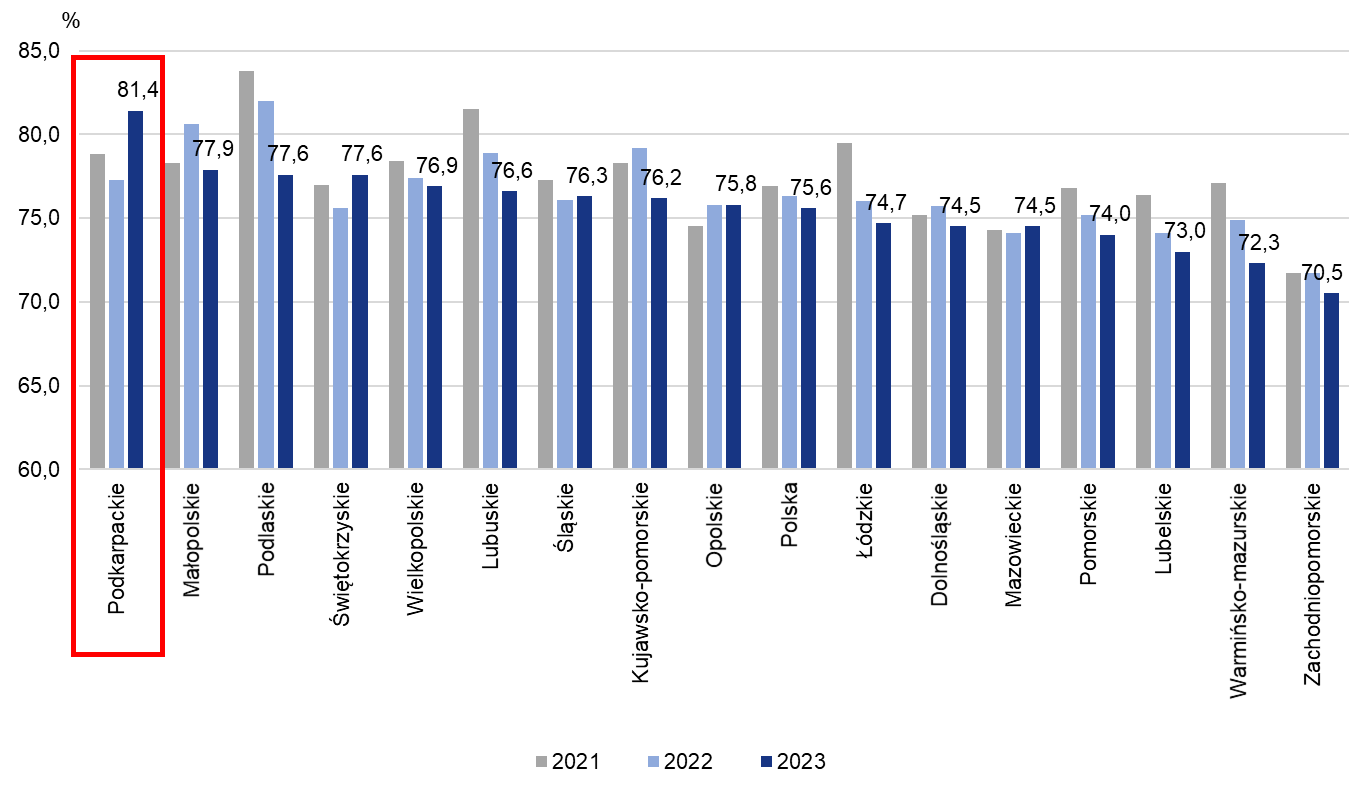 %
85,0
80,0
75,0
70,0
65,0
60,0
81,4
77,9
77,6
77,6
76,9
76,6
76,3
76,2
75,8
75,6
74,7
74,5
74,5
74,0
73,0
72,3
70,5
Podkarpackie
Małopolskie
Podlaskie
Świętokrzyskie
Wielkopolskie
Lubuskie
Śląskie
Kujawsko-pomorskie
Opolskie
Polska
Łódzkie
Dolnośląskie
Mazowieckie
Pomorskie
Lubelskie
Warmińsko-mazurskie
Zachodniopomorskie
2021
2022
2023